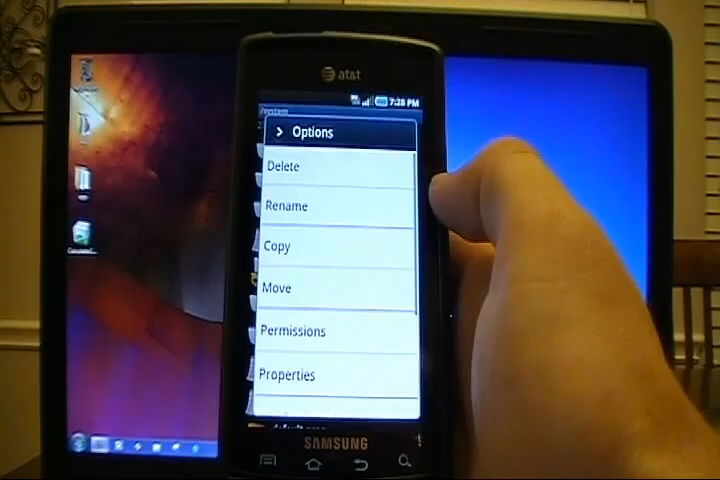 at&t
7:28 PM
/system
Options
Delete
Rename
Copy
Move
Permissions
Properties
SAMSUNG